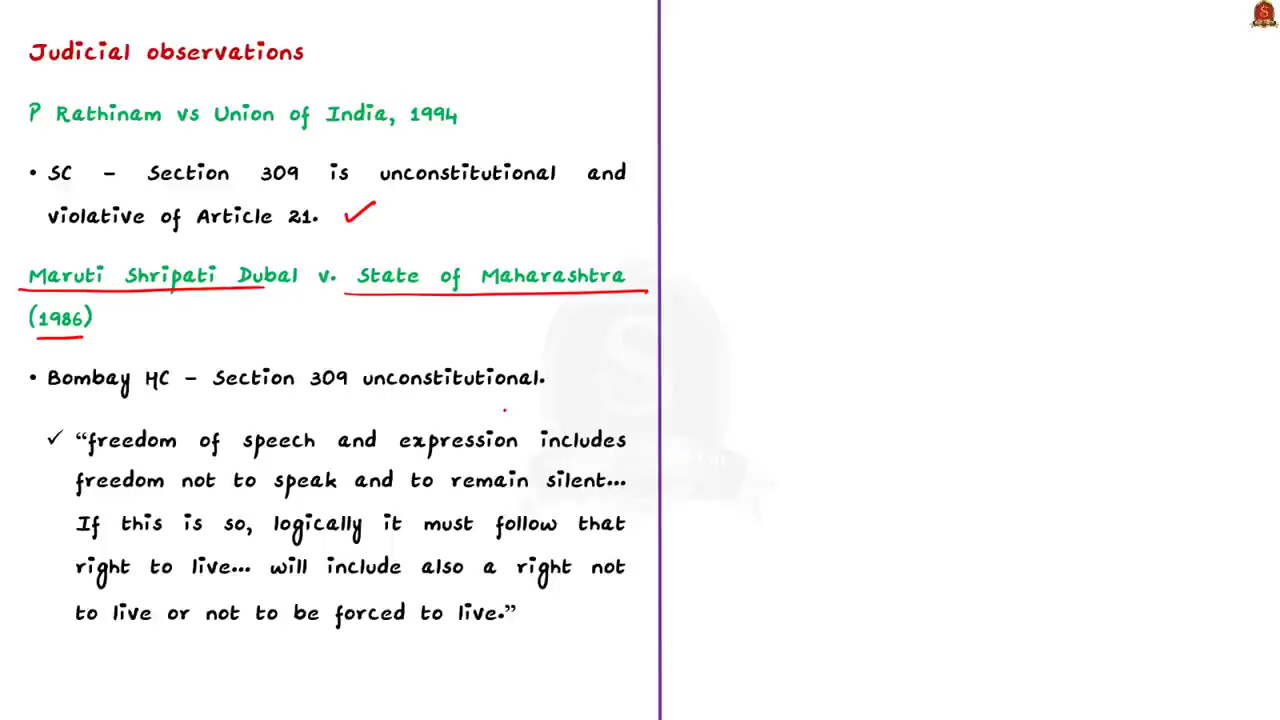 Judicial observations
P Rathinam vs Union of India, 1994
• SC – Section 309 is unconstitutional and
violative of Article 21.
Maruti Shripati Dubal v. State of Maharashtra
(1986)
• Bombay HC – Section 309 unconstitutional.
✓ “freedom of speech and expression includes
freedom not to speak and to remain silent...
If this is so, logically it must follow that
right to live... will include also a right not
to live or not to be forced to live.”